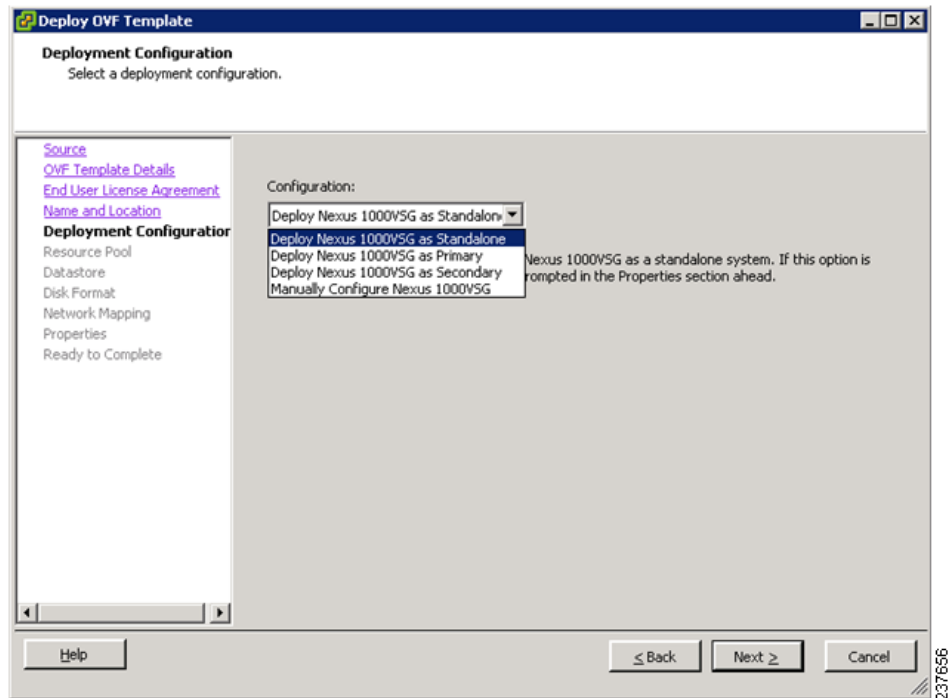 Deploy OVF Template
Deployment Configuration
Select a deployment configuration.
Source
OVF Template Details
End User License Agreement
Name and Location
Deployment Configuration
Resource Pool
Datastore
Disk Format
Network Mapping
Properties
Ready to Complete
Configuration:
Deploy Nexus 1000VSG as Standalon
Deploy Nexus 1000VSG as Standalone
Deploy Nexus 1000VSG as Primary
Deploy Nexus 1000VSG as Secondary
Manually Configure Nexus 1000VSG
Nexus 1000VSG as a standalone system. If this option is
rompted in the Properties section ahead.
Help
≤ Back
Next ≥
Cancel
237656